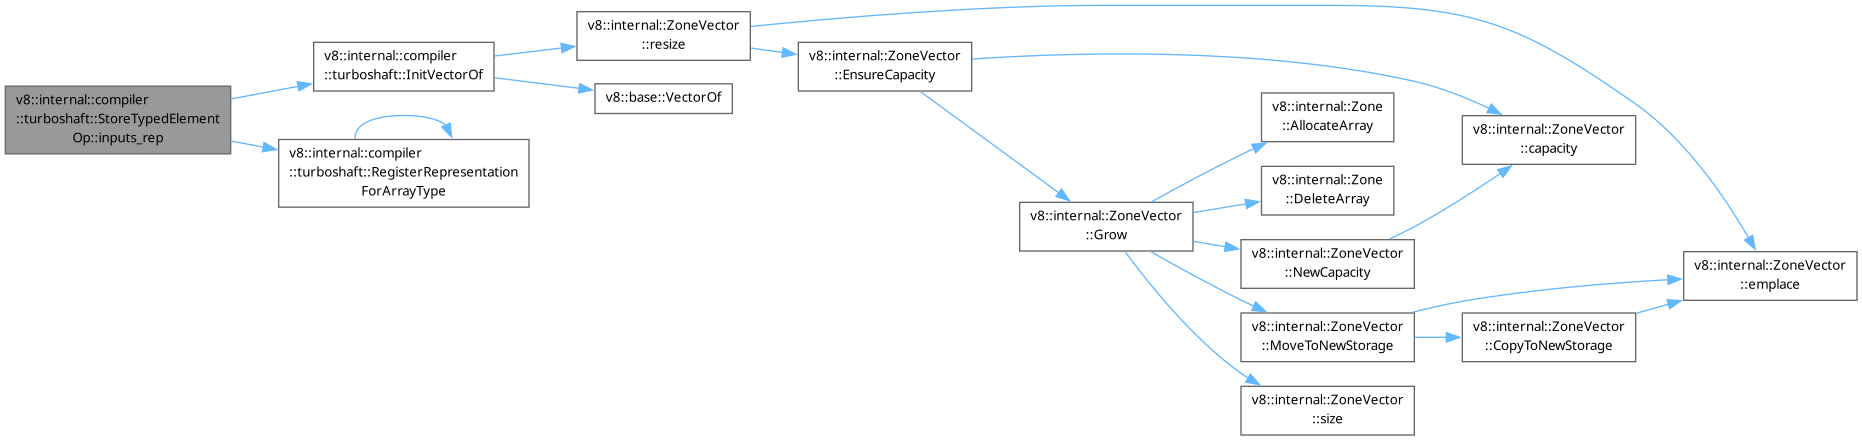 v8::internal::compiler
::turboshaft::StoreTypedElement
Op::inputs_rep
v8::internal::compiler
::turboshaft::InitVectorOf
v8::internal::compiler
::turboshaft::RegisterRepresentation
ForArrayType
v8::internal::ZoneVector
::resize
v8::base::VectorOf
v8::internal::ZoneVector
::EnsureCapacity
v8::internal::ZoneVector
::Grow
v8::internal::Zone
::AllocateArray
v8::internal::Zone
::DeleteArray
v8::internal::ZoneVector
::NewCapacity
v8::internal::ZoneVector
::MoveToNewStorage
v8::internal::ZoneVector
::size
v8::internal::ZoneVector
::capacity
v8::internal::ZoneVector
::CopyToNewStorage
v8::internal::ZoneVector
::emplace